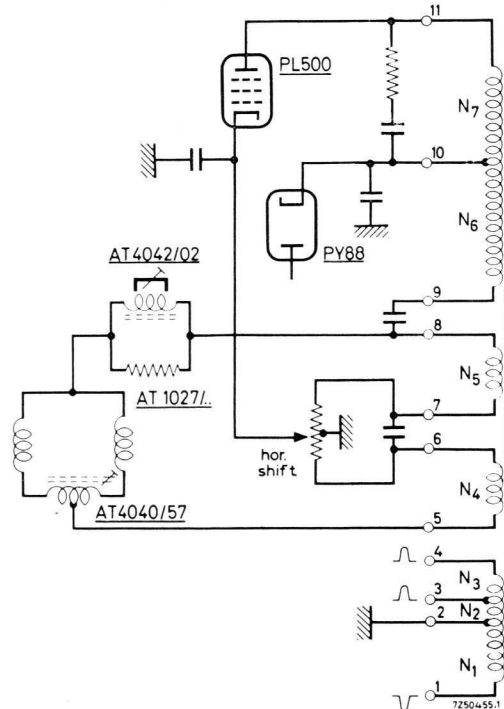 11
PL500
N7
10
N6
PY88
AT4042/02
9
8
AT 1027/..
N5
7
hor.
shift
6
N4
AT4040/57
5
4
N3
3
N2
2
N1
1
7Z50455.1